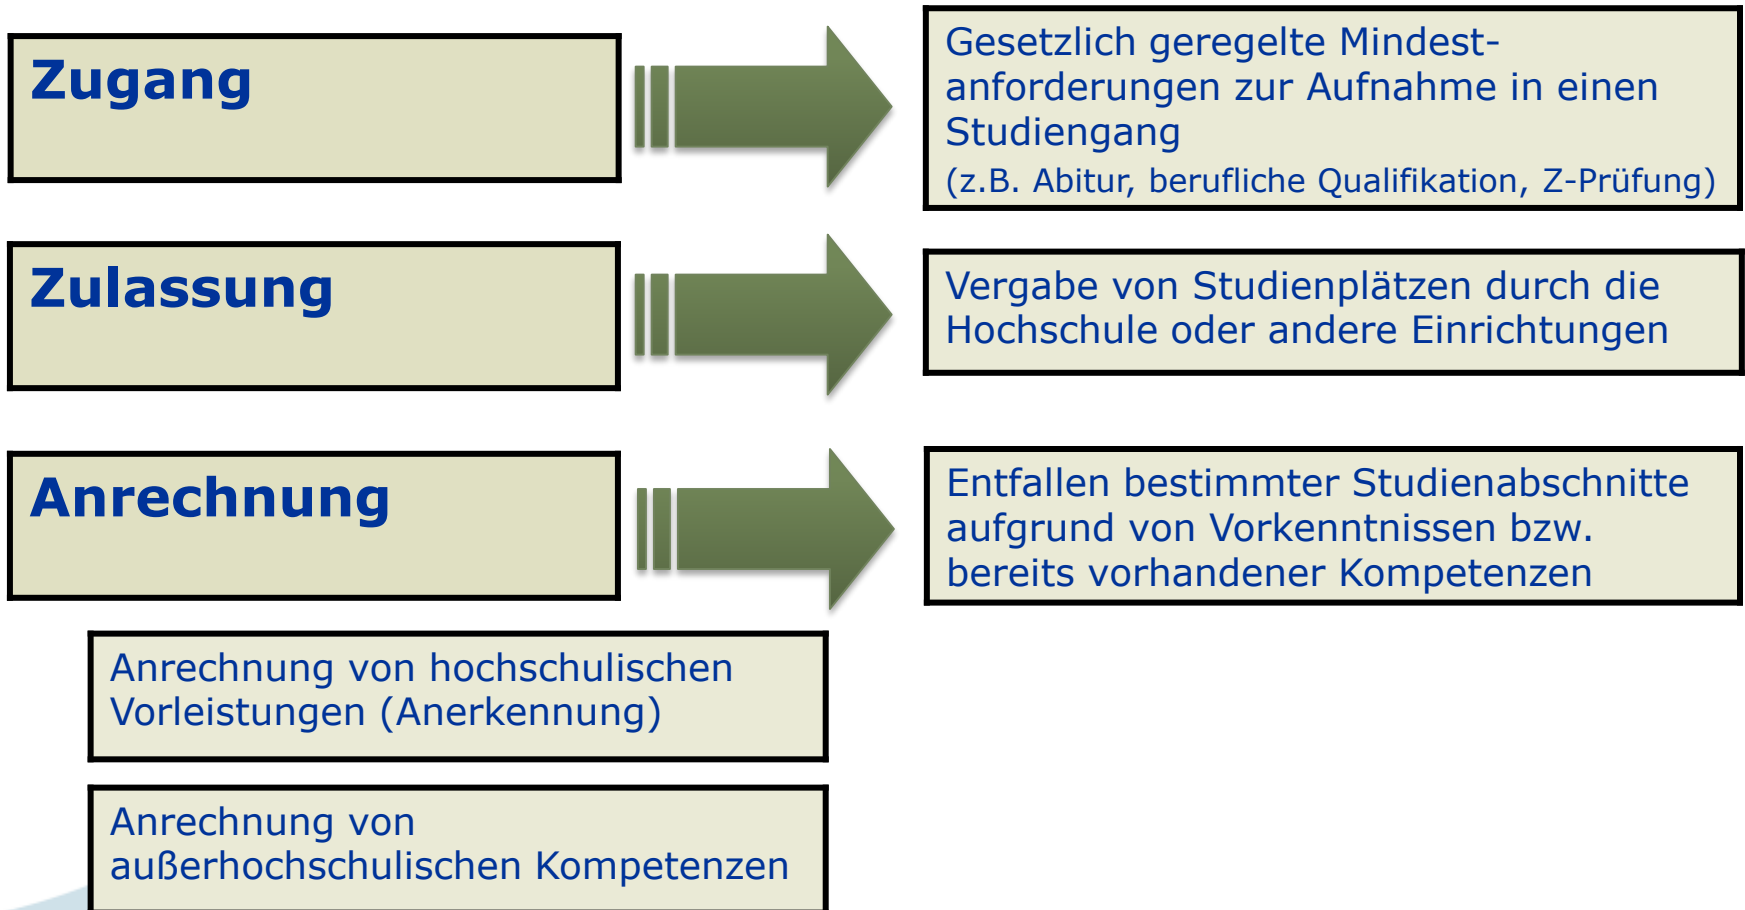 Zugang
Gesetzlich geregelte Mindest-
anforderungen zur Aufnahme in einen
Studiengang
(z.B. Abitur, berufliche Qualifikation, Z-Prüfung)
Zulassung
Vergabe von Studienplätzen durch die
Hochschule oder andere Einrichtungen
Anrechnung
Entfallen bestimmter Studienabschnitte
aufgrund von Vorkenntnissen bzw.
bereits vorhandener Kompetenzen
Anrechnung von hochschulischen
Vorleistungen (Anerkennung)
Anrechnung von
außerhochschulischen Kompetenzen